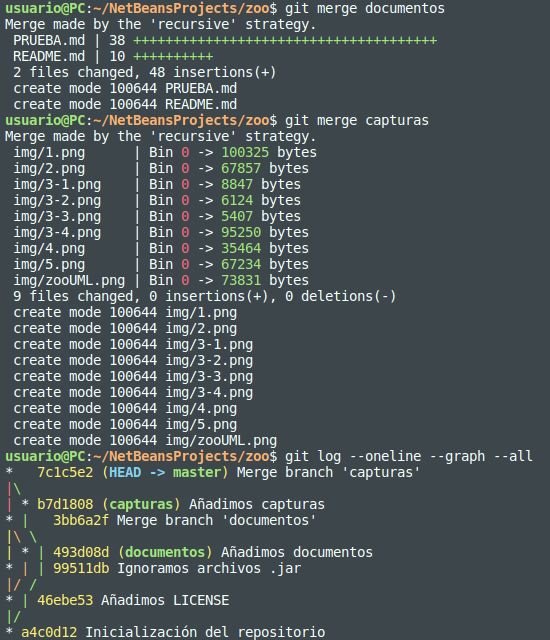 usuario@PC:~/NetBeansProjects/zoo$ git merge documentos
Merge made by the 'recursive' strategy.
 PRUEBA.md | 38 ++++++++++++++++++++++++++++++++++++++
 README.md | 10 ++++++++++
 2 files changed, 48 insertions(+)
 create mode 100644 PRUEBA.md
 create mode 100644 README.md
usuario@PC:~/NetBeansProjects/zoo$ git merge capturas
Merge made by the 'recursive' strategy.
 img/1.png      | Bin 0 -> 100325 bytes
 img/2.png      | Bin 0 -> 67857 bytes
 img/3-1.png    | Bin 0 -> 8847 bytes
 img/3-2.png    | Bin 0 -> 6124 bytes
 img/3-3.png    | Bin 0 -> 5407 bytes
 img/3-4.png    | Bin 0 -> 95250 bytes
 img/4.png      | Bin 0 -> 35464 bytes
 img/5.png      | Bin 0 -> 67234 bytes
 img/zooUML.png | Bin 0 -> 73831 bytes
 9 files changed, 0 insertions(+), 0 deletions(-)
 create mode 100644 img/1.png
 create mode 100644 img/2.png
 create mode 100644 img/3-1.png
 create mode 100644 img/3-2.png
 create mode 100644 img/3-3.png
 create mode 100644 img/3-4.png
 create mode 100644 img/4.png
 create mode 100644 img/5.png
 create mode 100644 img/zooUML.png
usuario@PC:~/NetBeansProjects/zoo$ git log --oneline --graph --all
*   7c1c5e2 (HEAD -> master) Merge branch 'capturas'
|\
| * b7d1808 (capturas) Añadimos capturas
* |   3bb6a2f Merge branch 'documentos'
|\ \
| * | 493d08d (documentos) Añadimos documentos
* | | 99511db Ignoramos archivos .jar
|/ /
* | 46ebe53 Añadimos LICENSE
|/
* a4c0d12 Inicialización del repositorio